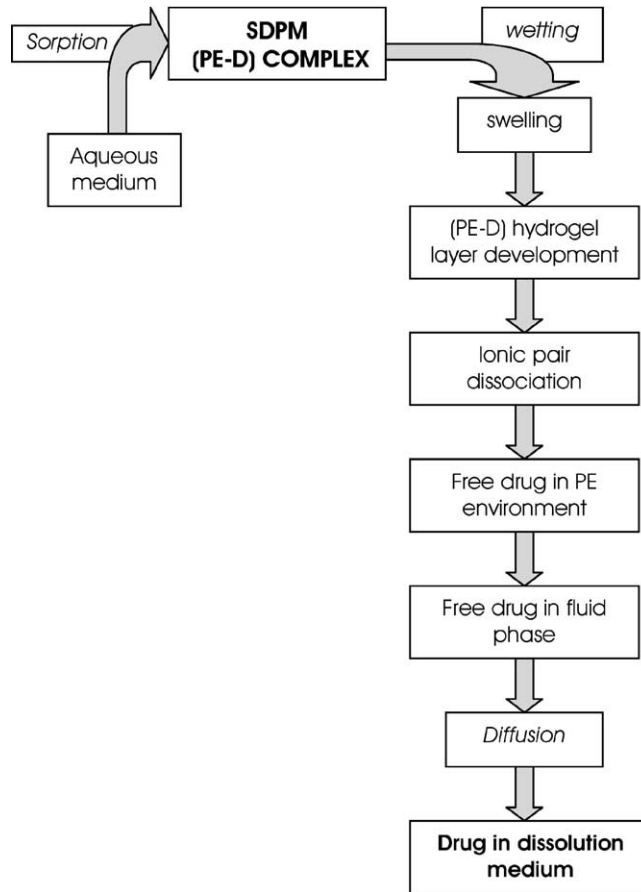 Sorption
SDPM
(PE-D) COMPLEX
wetting
Aqueous
medium
swelling
(PE-D) hydrogel
layer development
Ionic pair
dissociation
Free drug in PE
environment
Free drug in fluid
phase
Diffusion
Drug in dissolution
medium